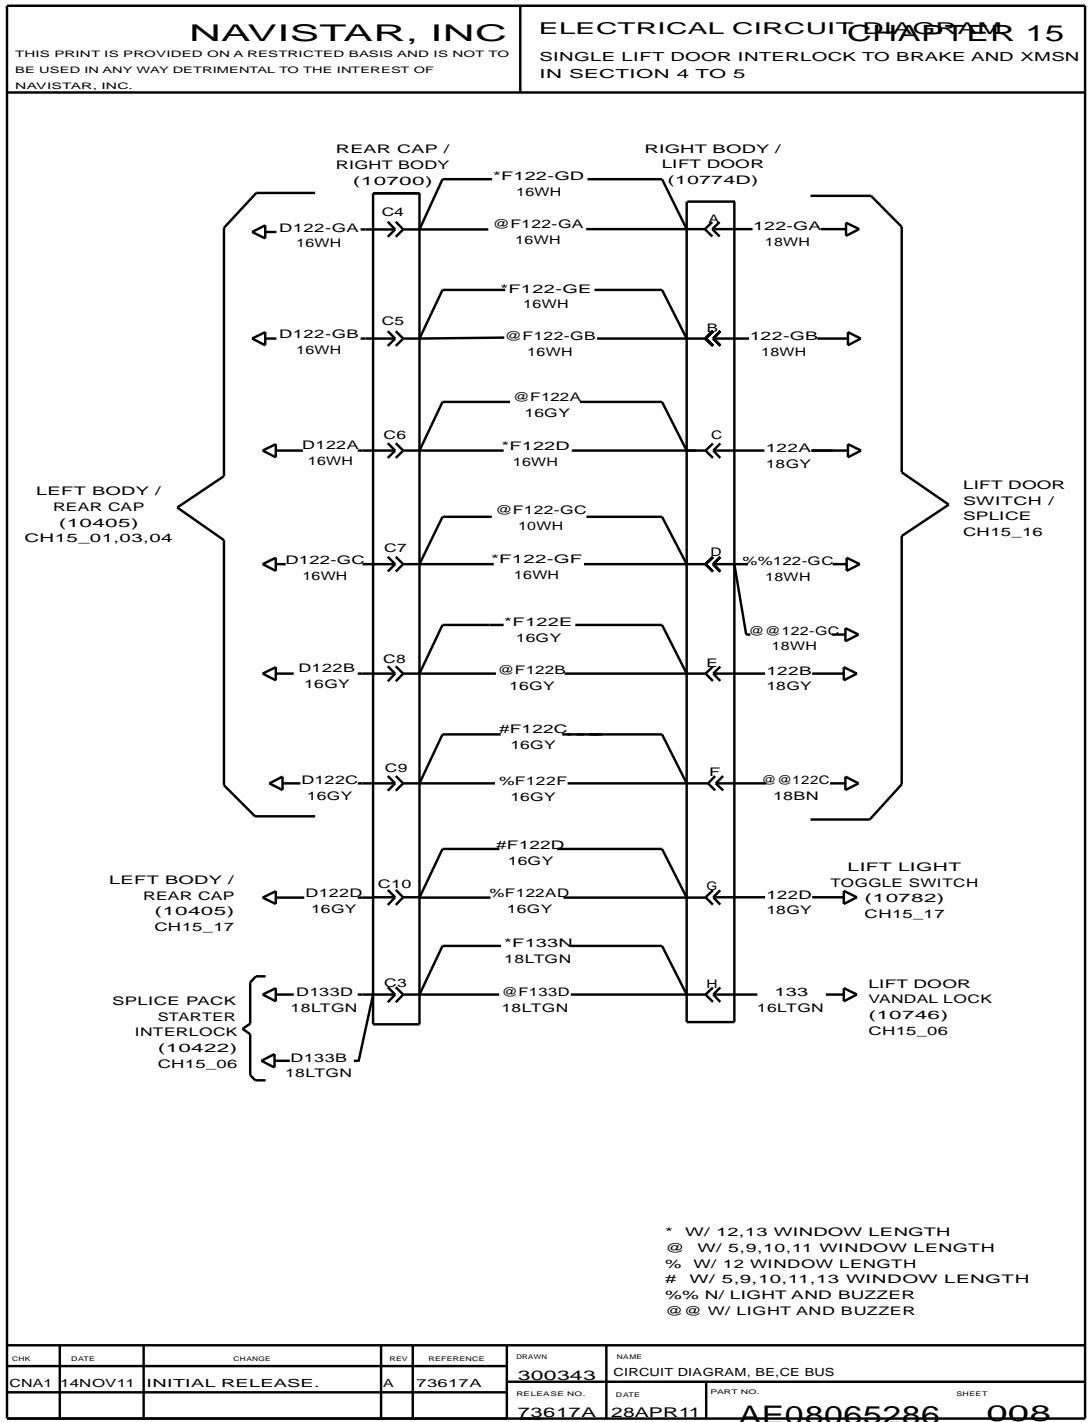 NAVISTAR, INC
THIS PRINT IS PROVIDED ON A RESTRICTED BASIS AND IS NOT TO
BE USED IN ANY WAY DETRIMENTAL TO THE INTEREST OF
NAVISTAR, INC.
ELECTRICAL CIRCUIT DIAGRAM
CHAPTER 15
SINGLE LIFT DOOR INTERLOCK TO BRAKE AND XMSN
IN SECTION 4 TO 5
REAR CAP /
RIGHT BODY
(10700)
RIGHT BODY /
LIFT DOOR
(10774D)
*F122-GD
16WH
C4
D122-GA
16WH
@F122-GA
16WH
A
122-GA
18WH
*F122-GE
16WH
C5
D122-GB
16WH
@F122-GB
16WH
B
122-GB
18WH
@F122A
16GY
C6
D122A
16WH
*F122D
16WH
C
122A
18GY
LEFT BODY /
REAR CAP
(10405)
CH15_01,03,04
LIFT DOOR
SWITCH /
SPLICE
CH15_16
@F122-GC
10WH
C7
D122-GC
16WH
*F122-GF
16WH
D
%%122-GC
18WH
@@122-GC
18WH
*F122E
16GY
C8
D122B
16GY
@F122B
16GY
E
122B
18GY
#F122C
16GY
C9
D122C
16GY
%F122F
16GY
F
@@122C
18BN
#F122D
16GY
LEFT BODY /
REAR CAP
(10405)
CH15_17
C10
D122D
16GY
%F122AD
16GY
G
122D
18GY
LIFT LIGHT
TOGGLE SWITCH
(10782)
CH15_17
*F133N
18LTGN
SPLICE PACK
STARTER
INTERLOCK
(10422)
CH15_06
C3
D133D
18LTGN
@F133D
18LTGN
H
133
16LTGN
LIFT DOOR
VANDAL LOCK
(10746)
CH15_06
D133B
18LTGN
* W/ 12,13 WINDOW LENGTH
@ W/ 5,9,10,11 WINDOW LENGTH
% W/ 12 WINDOW LENGTH
# W/ 5,9,10,11,13 WINDOW LENGTH
%% N/ LIGHT AND BUZZER
@@ W/ LIGHT AND BUZZER
CHK DATE CHANGE REV REFERENCE
CNA1 14NOV11 INITIAL RELEASE. A 73617A
DRAWN
300343
NAME
CIRCUIT DIAGRAM, BE,CE BUS
RELEASE NO.
73617A
DATE
28APR11
PART NO.
AE08065286
SHEET
008